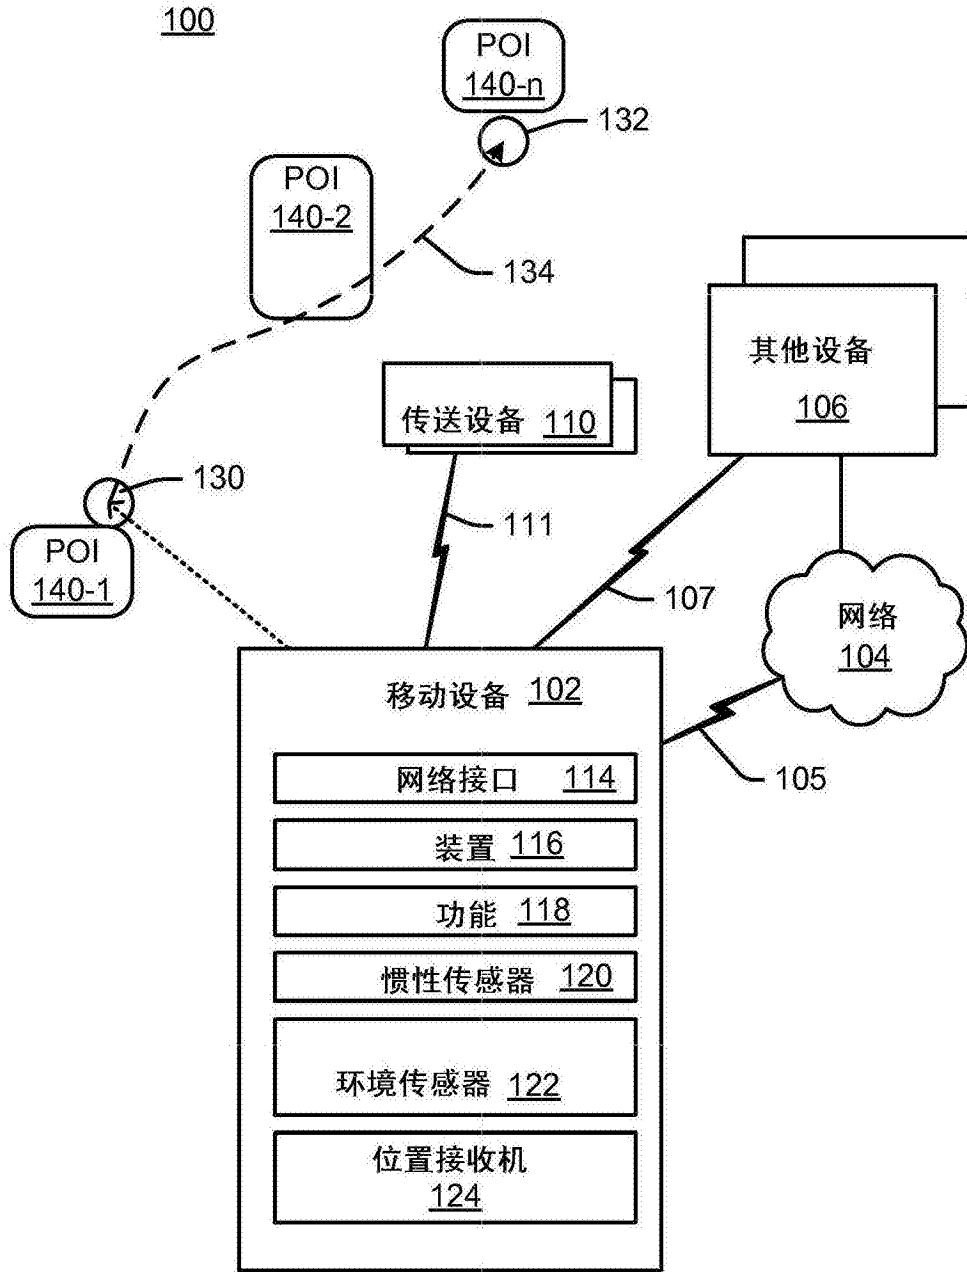 100
POI
140-n
132
POI
140-2
134
其他设备
106
传送设备 110
130
POI
140-1
111
107
网络
104
移动设备 102
105
网络接口 114
装置 116
功能 118
惯性传感器 120
环境传感器 122
位置接收机
124